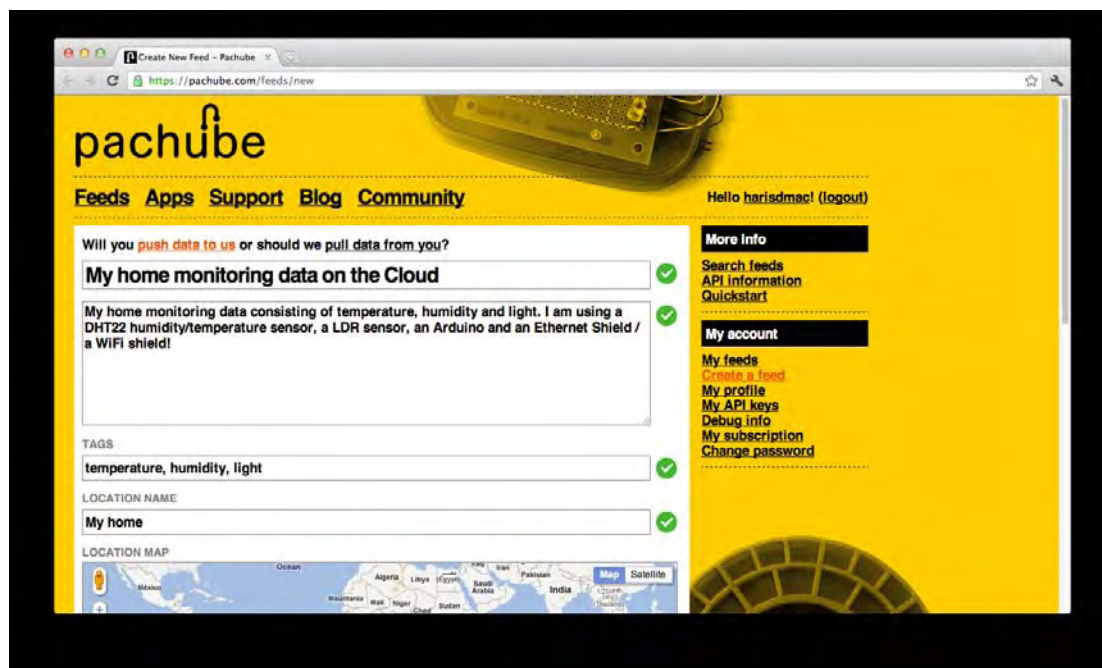 Create New Feed - Pachube
https://pachube.com/feeds/new
pachube
Feeds Apps Support Blog Community
Hello harisdmac! (logout)
Will you push data to us or should we pull data from you?
My home monitoring data on the Cloud
My home monitoring data consisting of temperature, humidity and light. I am using a
DHT22 humidity/temperature sensor, a LDR sensor, an Arduino and an Ethernet Shield /
a WiFi shield!
TAGS
temperature, humidity, light
LOCATION NAME
My home
LOCATION MAP
Ocean
México
Algeria Libya Egypt Saudi Arabia Iran Pakistan India
Mauritania Mali Niger Chad Sudan
Thailand
Map Satellite
More Info
Search feeds
API information
Quickstart
My account
My feeds
Create a feed
My profile
My API keys
Debug info
My subscription
Change password